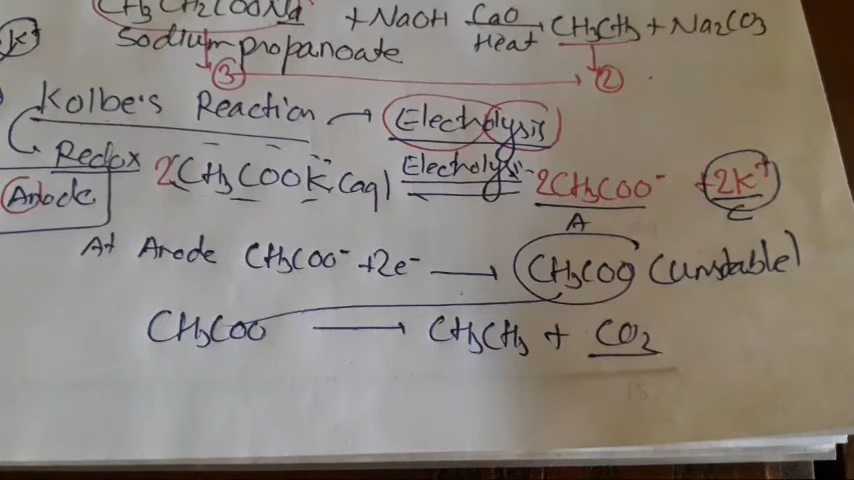 CH3CH2COONa + NaOH CaO Heat CH3CH3 + Na2CO3
K+
Sodium propanoate
3 2
Kolbe's Reaction → Electrolysis
Redox
2CH3COOK (aq) Electrolysis 2CH3COO⁻ + 2K⁺
Anode
A C
At Anode CH3COO⁻ + 2e⁻ → CH3COO (unstable)
CH3COO → CH3CH3 + CO2